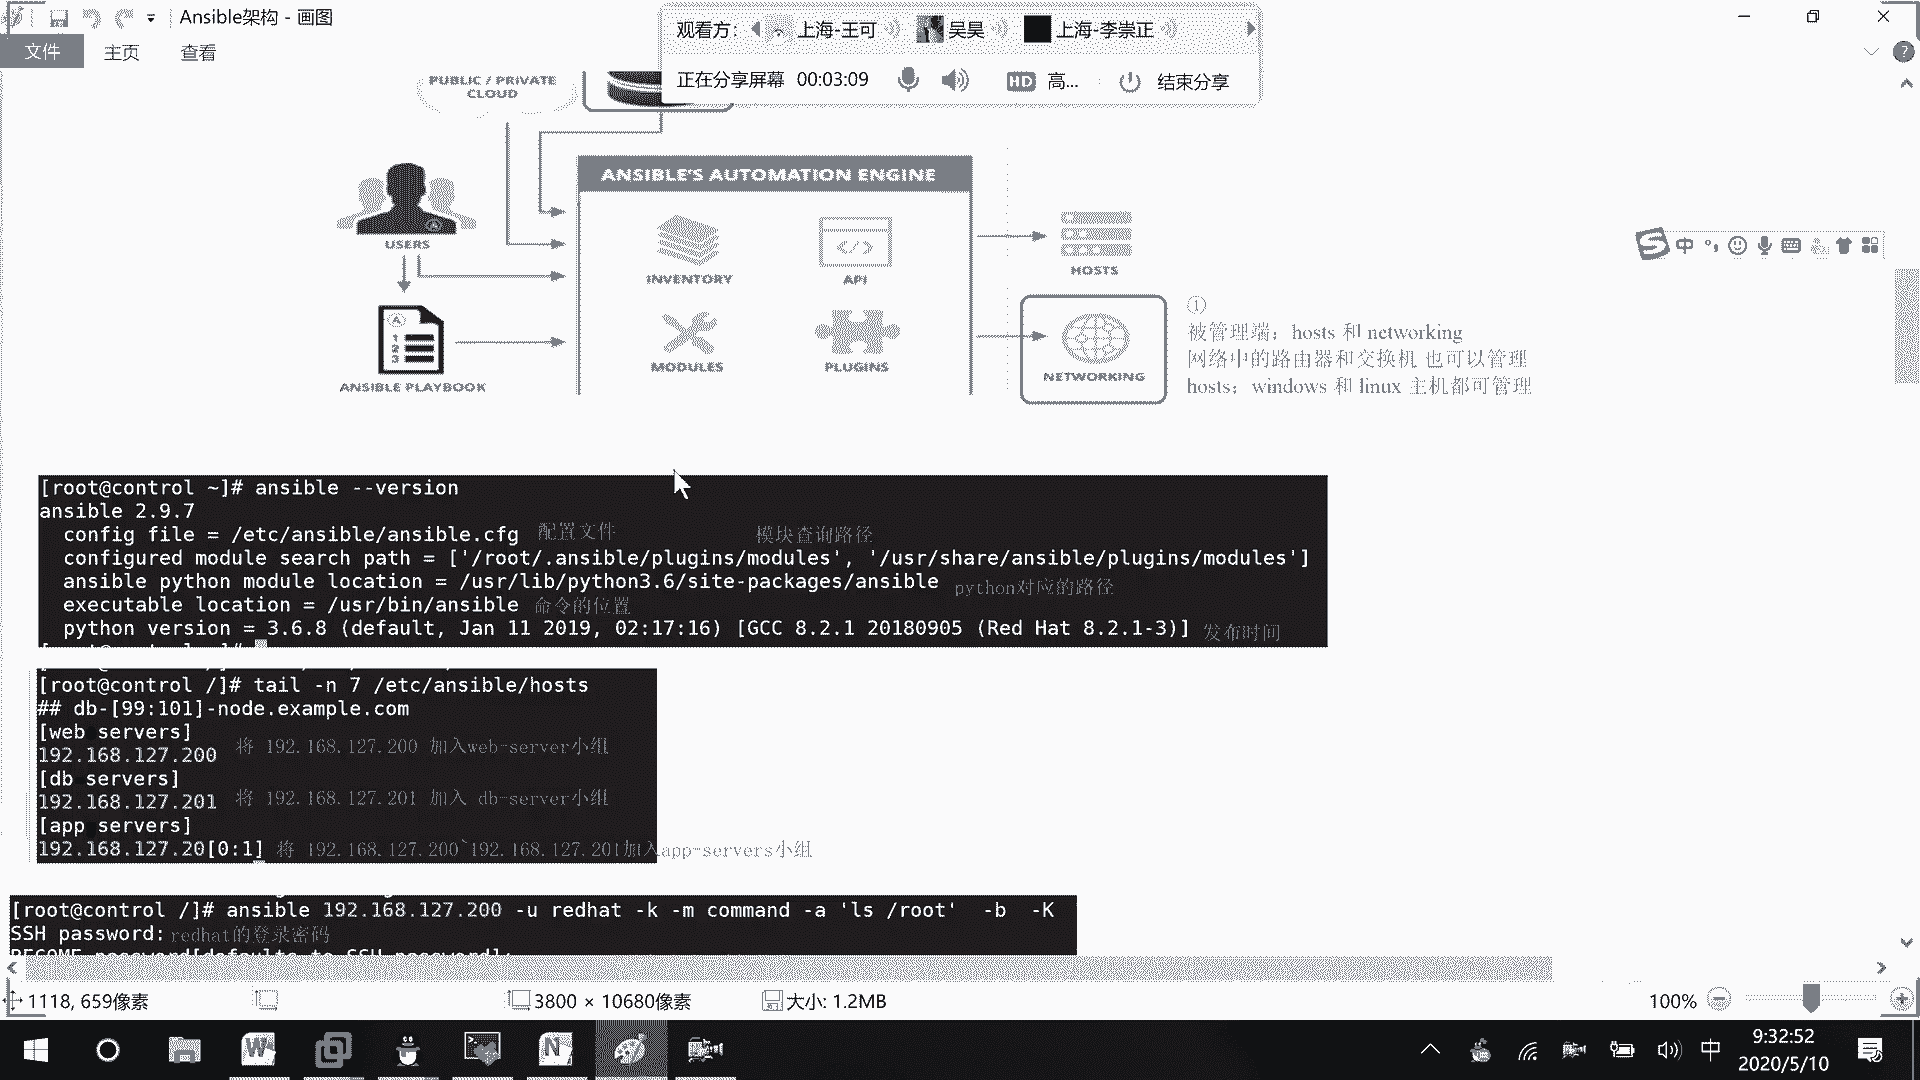 Ansible架构 - 画图
文件 主页 查看
观看方: 上海-王可 吴昊 上海-李崇正
正在分享屏幕 00:03:09 HD 高... 结束分享
PUBLIC / PRIVATE
CLOUD
ANSIBLE'S AUTOMATION ENGINE
USERS
INVENTORY
API
HOSTS
MODULES
PLUGINS
NETWORKING
ANSIBLE PLAYBOOK
①
被管理端：hosts 和 networking
网络中的路由器和交换机 也可以管理
hosts：windows 和 linux 主机都可管理
中
[root@control ~]# ansible --version
ansible 2.9.7
config file = /etc/ansible/ansible.cfg 配置文件 模块查询路径
configured module search path = ['/root/.ansible/plugins/modules', '/usr/share/ansible/plugins/modules']
ansible python module location = /usr/lib/python3.6/site-packages/ansible python对应的路径
executable location = /usr/bin/ansible 命令的位置
python version = 3.6.8 (default, Jan 11 2019, 02:17:16) [GCC 8.2.1 20180905 (Red Hat 8.2.1-3)] 发布时间
[root@control /]# tail -n 7 /etc/ansible/hosts
## db-[99:101]-node.example.com
[web servers]
192.168.127.200 将 192.168.127.200 加入web-server小组
[db servers]
192.168.127.201 将 192.168.127.201 加入 db-server小组
[app servers]
192.168.127.20[0:1] 将 192.168.127.200`192.168.127.201加入app-servers小组
[root@control /]# ansible 192.168.127.200 -u redhat -k -m command -a 'ls /root' -b -K
SSH password: redhat的登录密码
BECOME password[defaults to SSH password]:
1118, 659像素
3800 × 10680像素
大小: 1.2MB
100%
中
9:32:52
2020/5/10